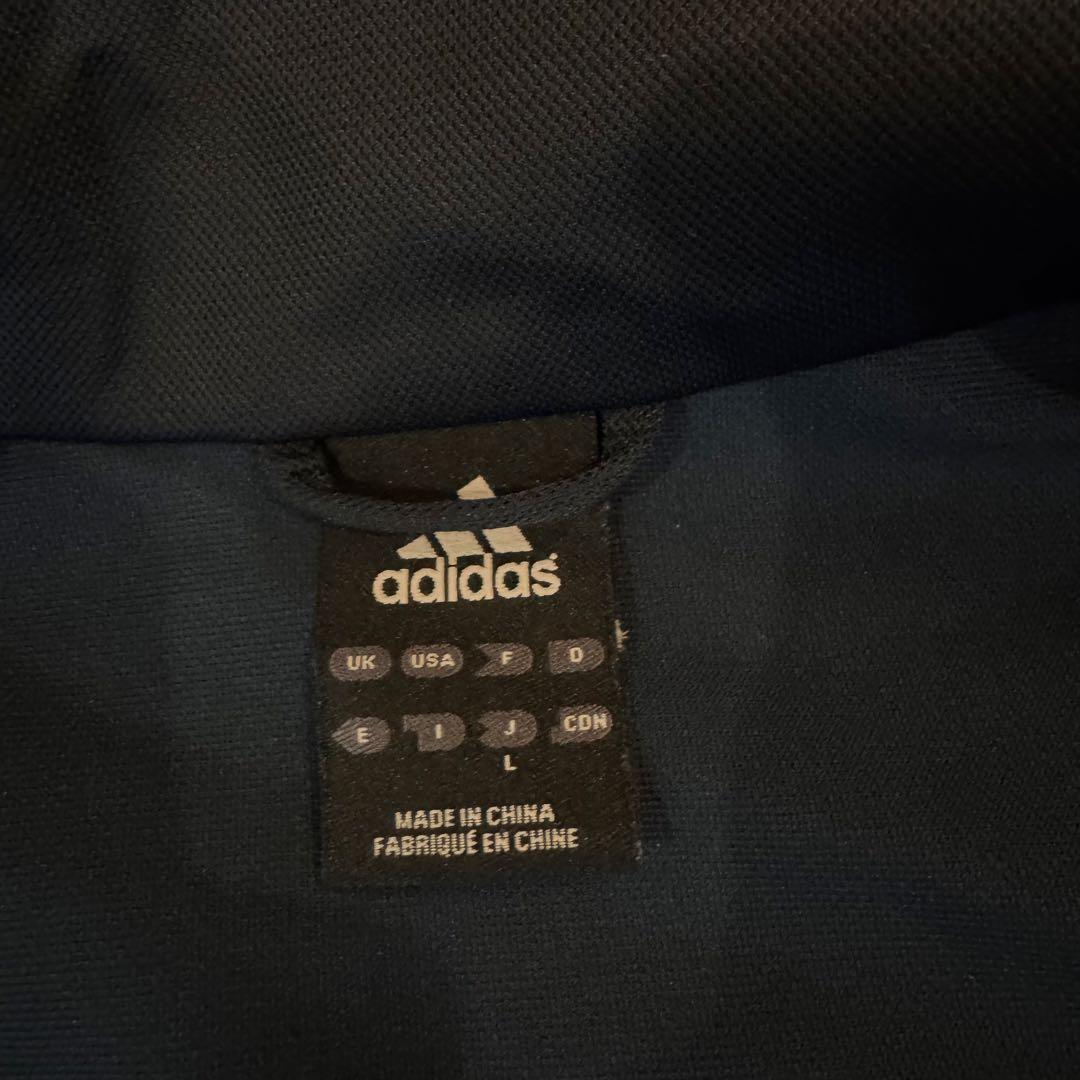 adidas
UK USA F D
E I J CDN
L
MADE IN CHINA
FABRIQUÉ EN CHINE